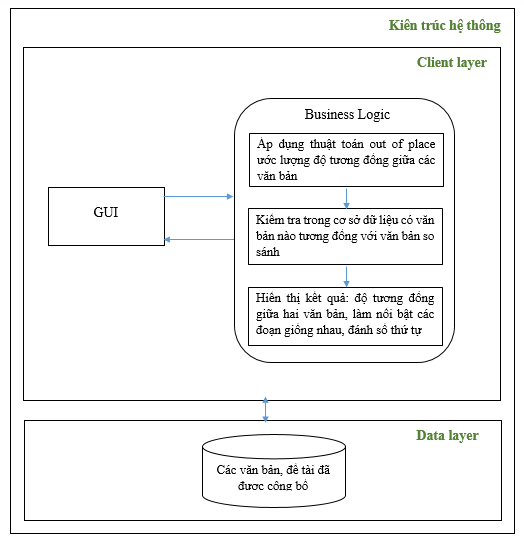 Kiến trúc hệ thống
Client layer
Business Logic
Áp dụng thuật toán out of place
ước lượng độ tương đồng giữa các
văn bản
GUI
Kiểm tra trong cơ sở dữ liệu có văn
bản nào tương đồng với văn bản so
sánh
Hiển thị kết quả: độ tương đồng
giữa hai văn bản, làm nổi bật các
đoạn giống nhau, đánh số thứ tự
Data layer
Các văn bản, đề tài đã
được công bố